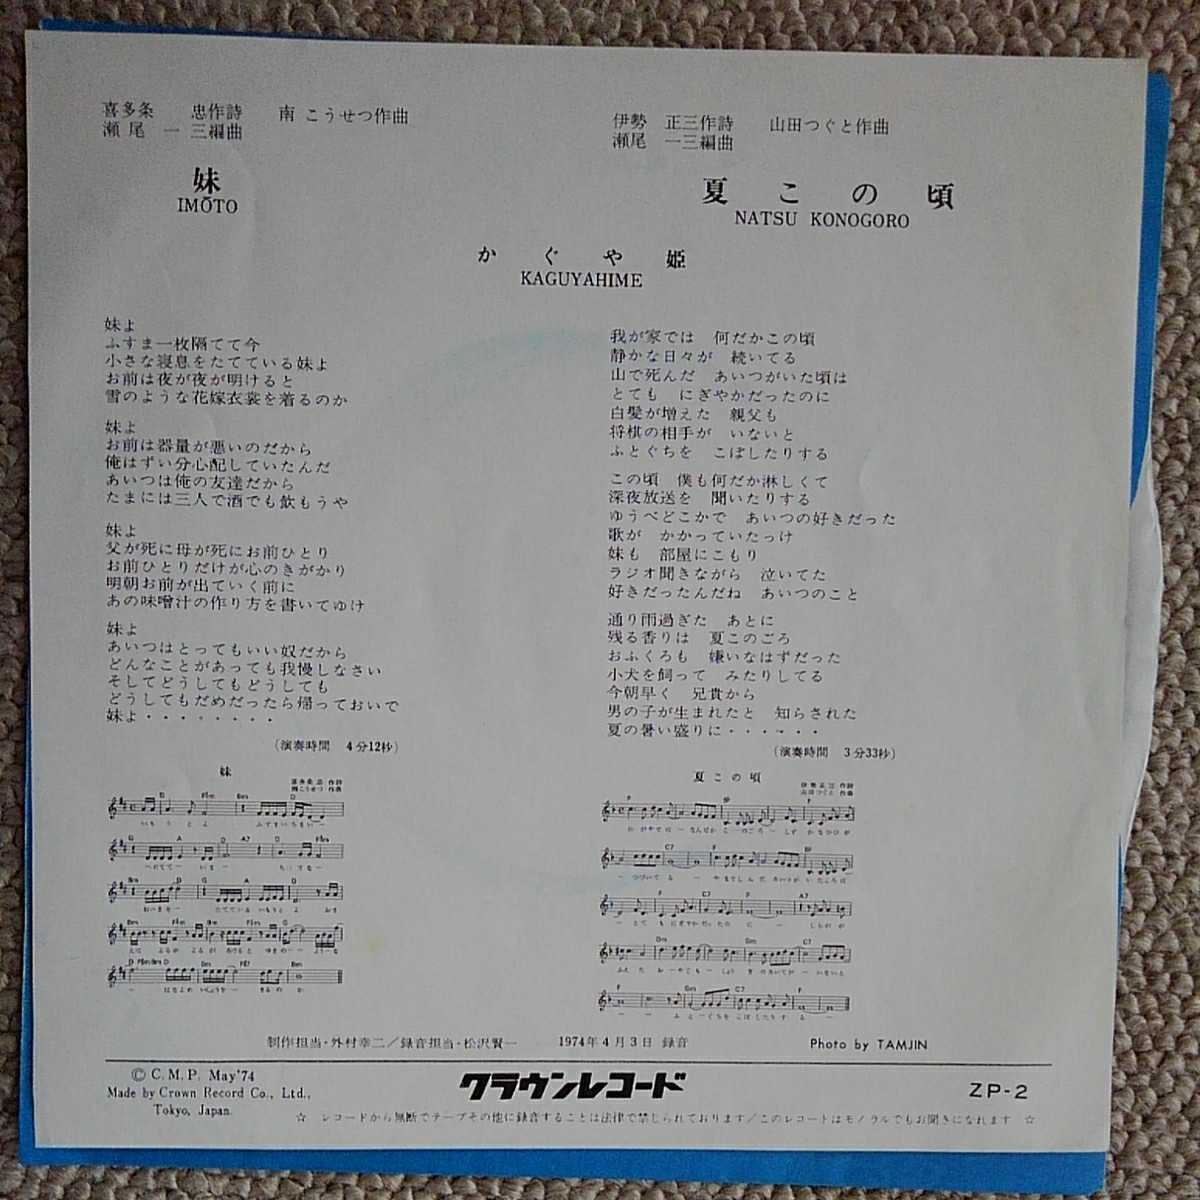 喜多条　忠作詩　南 こうせつ作曲
瀬尾 一三編曲
妹
IMŌTO
伊勢　正三作詩　山田つぐと作曲
瀬尾　一三編曲
夏この頃
NATSU KONOGORO
かぐや姫
KAGUYAHIME
妹よ
ふすま一枚隔てて今
小さな寝息をたてている妹よ
お前は夜が夜が明けると
雪のような花嫁衣裳を着るのか
妹よ
お前は器量が悪いのだから
俺はずい分心配していたんだ
あいつは俺の友達だから
たまには三人で酒でも飲もうや
妹よ
父が死に母が死にお前ひとり
お前ひとりだけが心のきがかり
明朝お前が出ていく前に
あの味噌汁の作り方を書いてゆけ
妹よ
あいつはとってもいい奴だから
どんなことがあっても我慢しなさい
そしてどうしてもどうしても
どうしてもだめだったら帰っておいで
妹よ・・・・・・・・
(演奏時間　4分12秒)
我が家では　何だかこの頃
静かな日々が　続いてる
山で死んだ　あいつがいた頃は
とても　にぎやかだったのに
白髪が増えた　親父も
将棋の相手が　いないと
ふとぐちを　こぼしたりする
この頃　僕も何だか淋しくて
深夜放送を　聞いたりする
ゆうべどこかで　あいつの好きだった
歌が　かかっていたっけ
妹も　部屋にこもり
ラジオ聞きながら　泣いてた
好きだったんだね　あいつのこと
通り雨過ぎた　あとに
残る香りは　夏このごろ
おふくろも　嫌いなはずだった
小犬を飼って　みたりしてる
今朝早く　兄貴から
男の子が生まれたと　知らされた
夏の暑い盛りに・・・・・・
(演奏時間　3分33秒)
妹
喜多条忠 作詩
南こうせつ 作曲
夏この頃
伊勢正三 作詩
山田つぐと 作曲
制作担当・外村幸二／録音担当・松沢賢一　1974年4月3日 録音　Photo by TAMJIN
Ⓒ C.M.P. May'74
Made by Crown Record Co., Ltd.,
Tokyo, Japan.
クラウンレコード
ZP-2
☆ レコードから無断でテープその他に録音することは法律で禁じられております／このレコードはモノラルでもお聞きになれます ☆